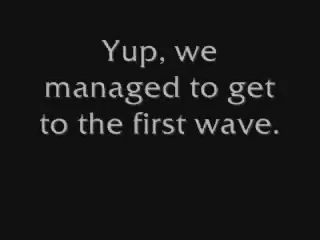 Yup, we
managed to get
to the first wave.